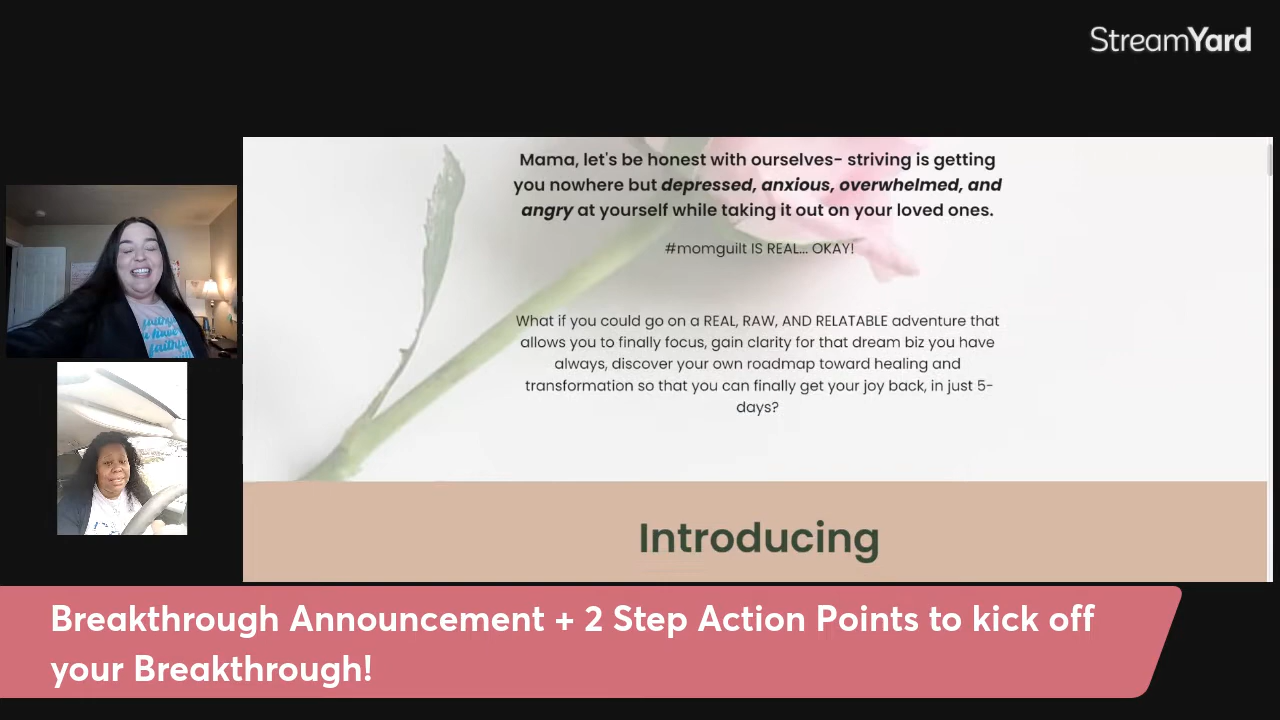 StreamYard
Mama, let's be honest with ourselves- striving is getting
you nowhere but depressed, anxious, overwhelmed, and
angry at yourself while taking it out on your loved ones.
#momguilt IS REAL... OKAY!
What if you could go on a REAL, RAW, AND RELATABLE adventure that
allows you to finally focus, gain clarity for that dream biz you have
always, discover your own roadmap toward healing and
transformation so that you can finally get your joy back, in just 5-
days?
Introducing
Breakthrough Announcement + 2 Step Action Points to kick off
your Breakthrough!